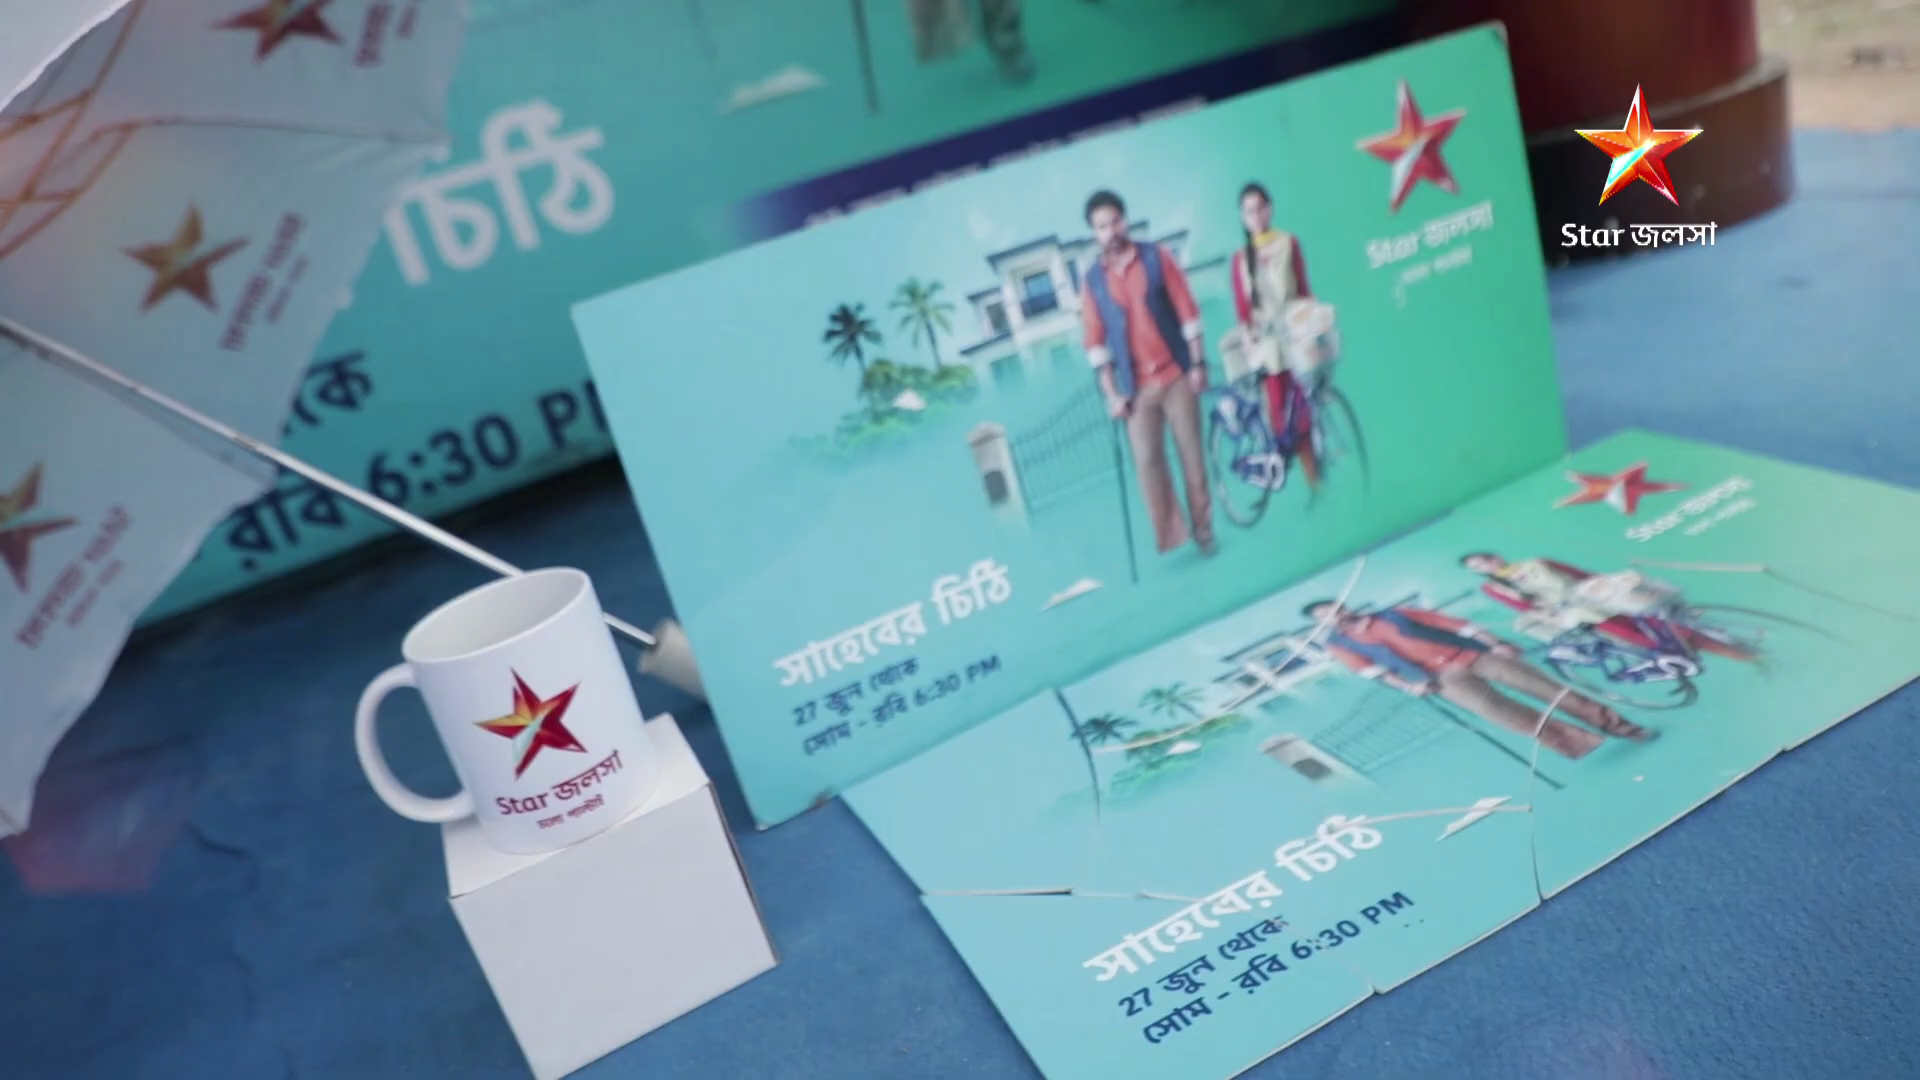 Star জলসা
চিঠি
রবি 6:30 P
Star জলসা
সাহেবের চিঠি
27 জুন থেকে
সোম - রবি 6:30 PM
Star জলসা
সাহেবের চিঠি
27 জুন থেকে
সোম - রবি 6:30 PM
Star জলসা
চলো পাল্টাই